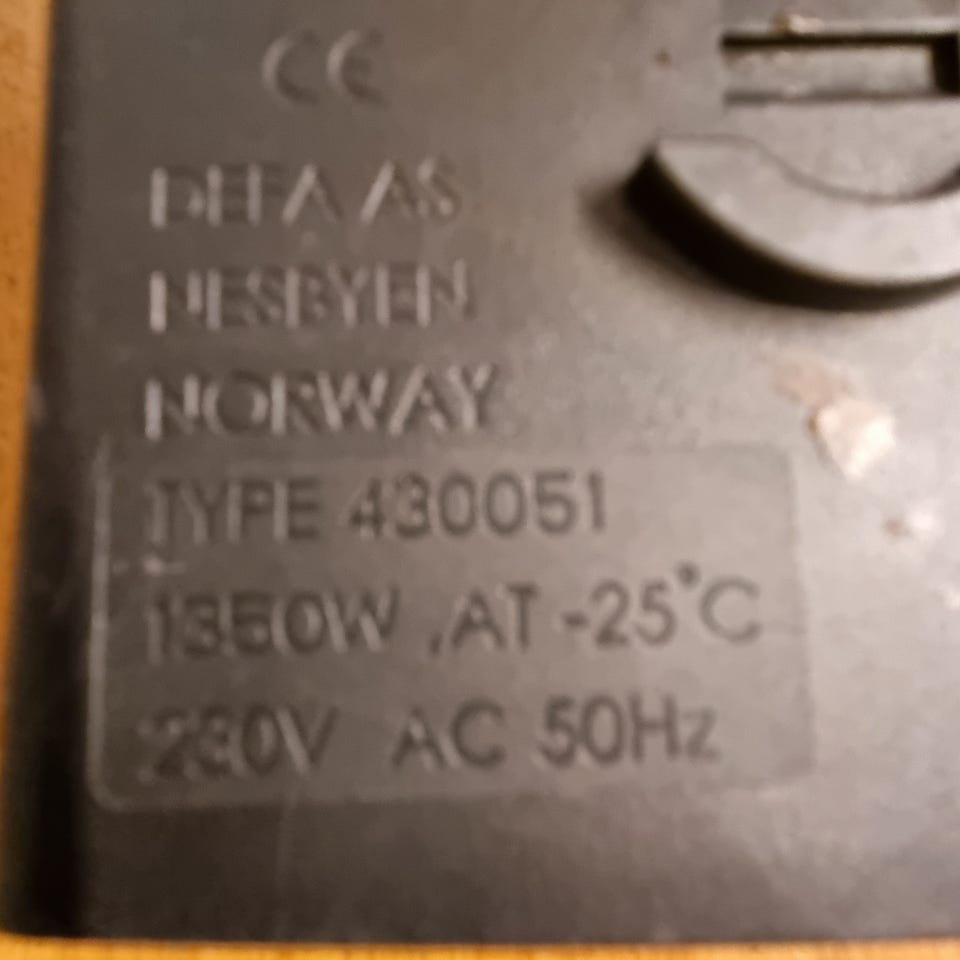 CE
DEFA AS
NESBYEN
NORWAY
TYPE 430051
1350W ,AT -25°C
230V AC 50Hz